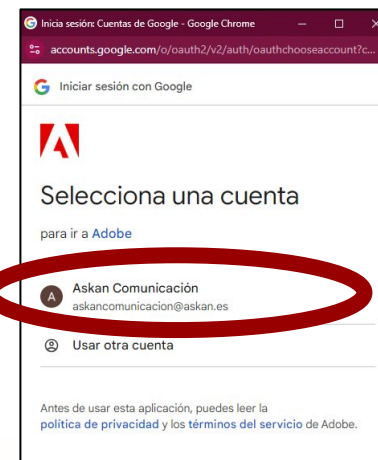 Inicia sesión: Cuentas de Google - Google Chrome
accounts.google.com/o/oauth2/v2/auth/oauthchooseaccount?c...
Iniciar sesión con Google
Selecciona una cuenta
para ir a Adobe
A
Askan Comunicación
askancomunicacion@askan.es
Usar otra cuenta
Antes de usar esta aplicación, puedes leer la
política de privacidad y los términos del servicio de Adobe.